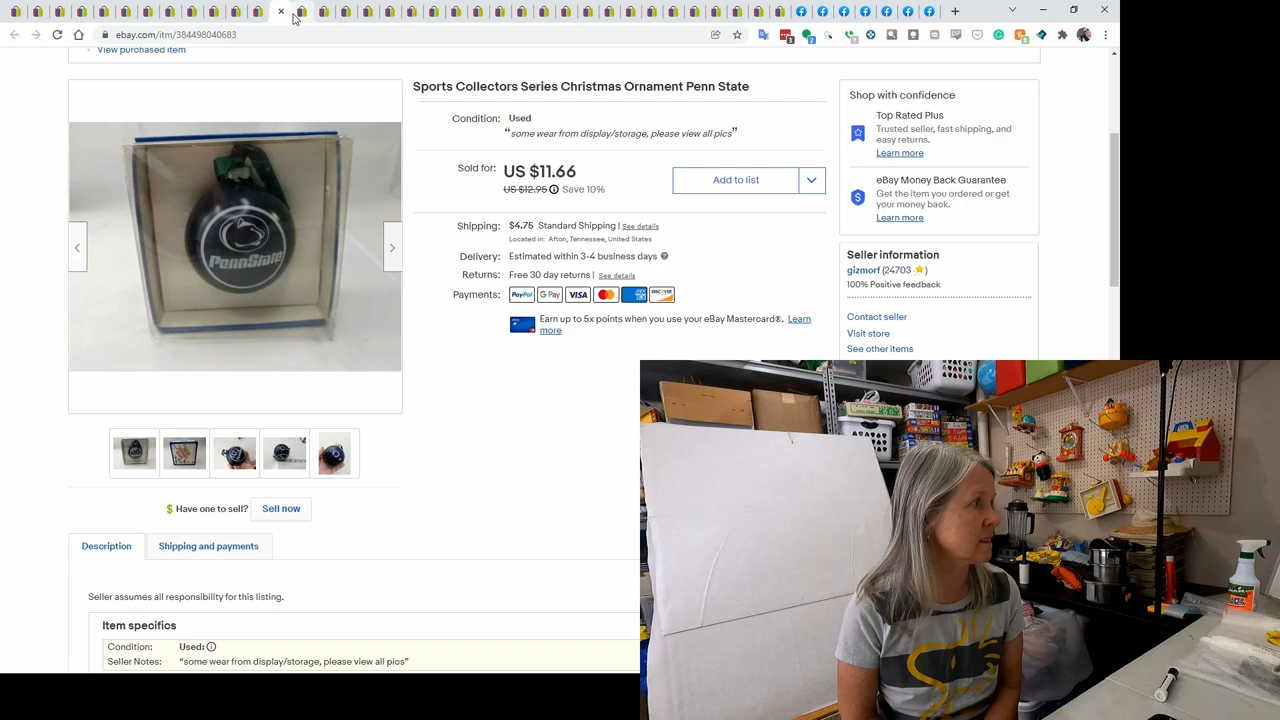 ebay.com/itm/384498040683
View purchased item
Sports Collectors Series Christmas Ornament Penn State
Condition: Used
“some wear from display/storage, please view all pics”
Sold for: US $11.66
US $12.95 Save 10%
Add to list
Shipping: $4.75 Standard Shipping | See details
Located in: Afton, Tennessee, United States
Delivery: Estimated within 3-4 business days
Returns: Free 30 day returns | See details
Payments: PayPal G Pay VISA mastercard AM EX DISCOVER
Earn up to 5x points when you use your eBay Mastercard®. Learn
more
Shop with confidence
Top Rated Plus
Trusted seller, fast shipping, and
easy returns.
Learn more
eBay Money Back Guarantee
Get the item you ordered or get
your money back.
Learn more
Seller information
gizmorf (24703)
100% Positive feedback
Contact seller
Visit store
See other items
PennState
$ Have one to sell? Sell now
Description
Shipping and payments
Seller assumes all responsibility for this listing.
Item specifics
Condition: Used:
Seller Notes: “some wear from display/storage, please view all pics”